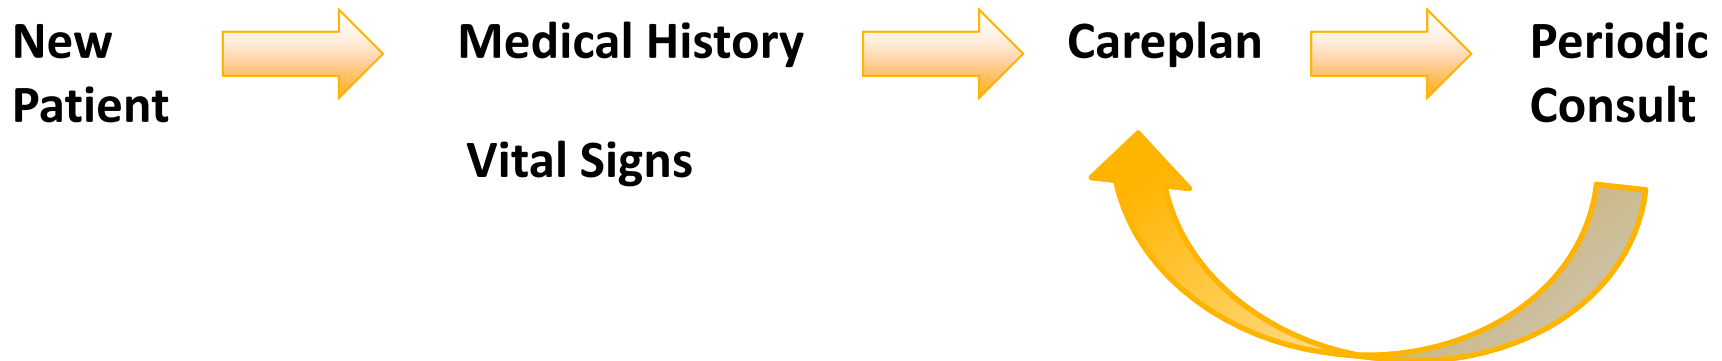 New
Patient
Medical History
Vital Signs
Careplan
Periodic
Consult